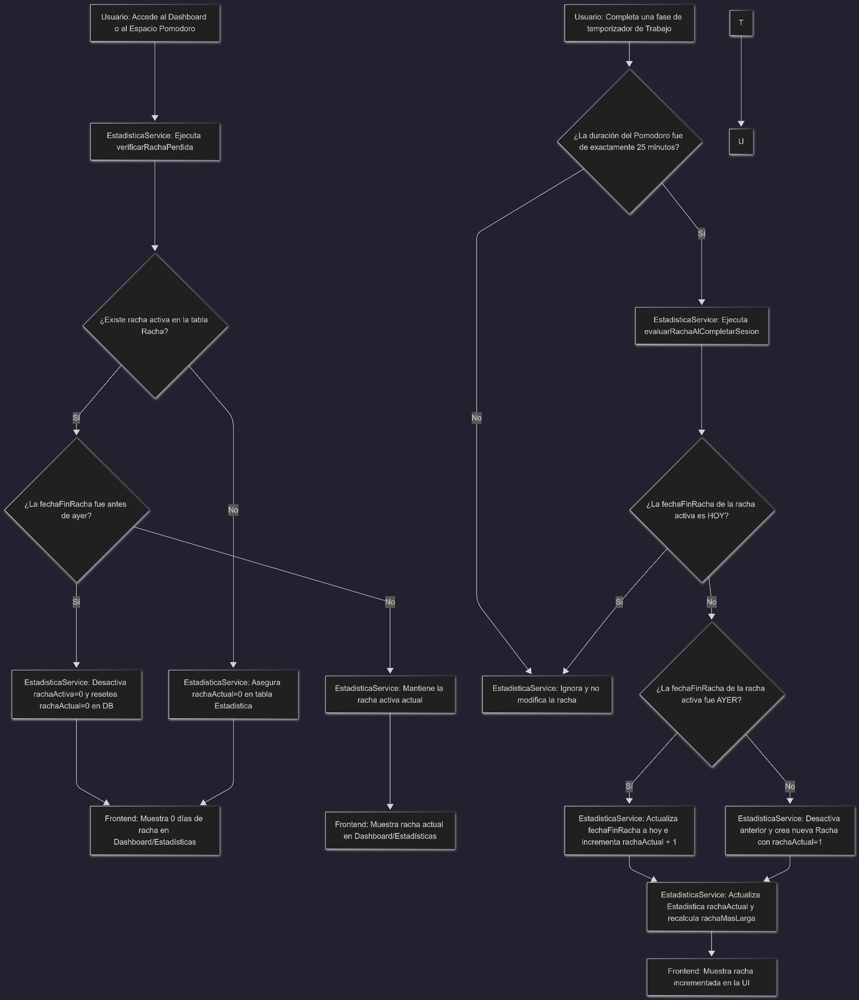 Usuario: Accede al Dashboard
o al Espacio Pomodoro
EstadisticaService: Ejecuta
verificarRachaPerdida
¿Existe racha activa en la tabla
Racha?
Sí
No
¿La fechaFinRacha fue antes
de ayer?
Sí
No
EstadisticaService: Desactiva
rachaActiva=0 y resetea
rachaActual=0 en DB
EstadisticaService: Asegura
rachaActual=0 en tabla
Estadistica
EstadisticaService: Mantiene la
racha activa actual
Frontend: Muestra 0 días de
racha en
Dashboard/Estadísticas
Frontend: Muestra racha actual
en Dashboard/Estadísticas
Usuario: Completa una fase de
temporizador de Trabajo
¿La duración del Pomodoro fue
de exactamente 25 minutos?
No
Sí
EstadisticaService: Ejecuta
evaluarRachaAlCompletarSesion
¿La fechaFinRacha de la racha
activa es HOY?
Sí
No
EstadisticaService: Ignora y no
modifica la racha
¿La fechaFinRacha de la racha
activa fue AYER?
Sí
No
EstadisticaService: Actualiza
fechaFinRacha a hoy e
incrementa rachaActual + 1
EstadisticaService: Desactiva
anterior y crea nueva Racha
con rachaActual=1
EstadisticaService: Actualiza
Estadistica rachaActual y
recalcula rachaMasLarga
Frontend: Muestra racha
incrementada en la UI
T
U